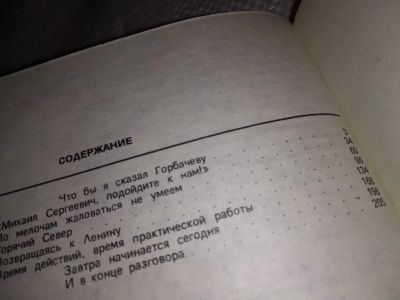 СОДЕРЖАНИЕ
Что бы я сказал Горбачеву 3
«Михаил Сергеевич, подойдите к нам!» 34
По мелочам жаловаться не умеем 60
Горячий Север 96
Возвращаясь к Ленину 134
Время действий, время практической работы 168
Завтра начинается сегодня 196
И в конце разговора 205